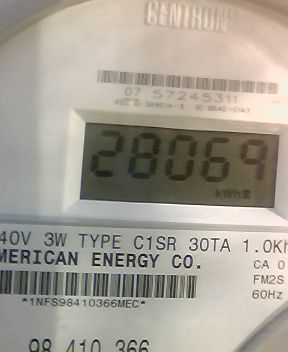 CENTRON®
07 57245311
28069
kWh
40V 3W TYPE C1SR 30TA 1.0Kh
MERICAN ENERGY CO.
CA 0
FM2S
60Hz
*1NFS98410366MEC*
98 410 366